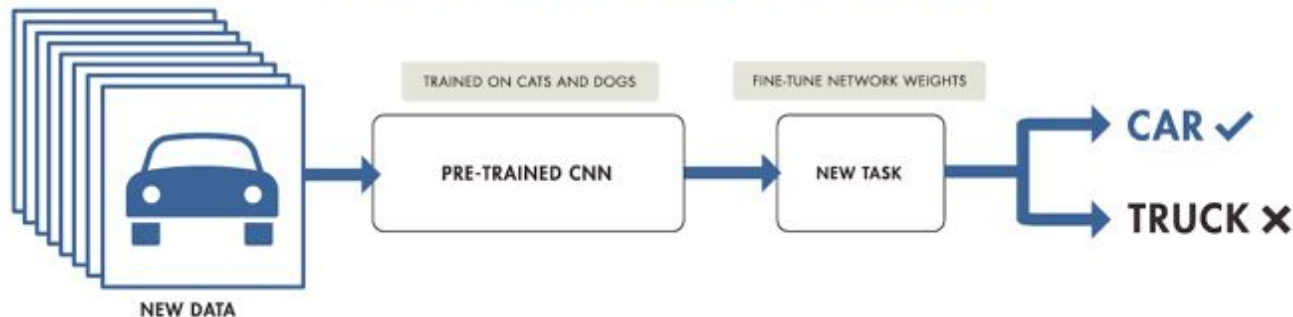 TRAINED ON CATS AND DOGS
FINE-TUNE NETWORK WEIGHTS
PRE-TRAINED CNN
NEW TASK
CAR
TRUCK
NEW DATA